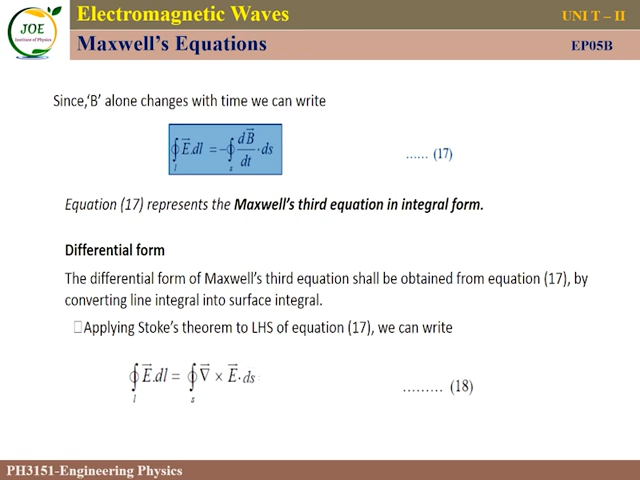 JOE
Institute of Physics
Electromagnetic Waves
UNI T – II
Maxwell's Equations
EP05B
Since,'B' alone changes with time we can write
∮ₗ E⃗.dl = −∮ₛ dB⃗/dt · ds
...... (17)
Equation (17) represents the Maxwell's third equation in integral form.
Differential form
The differential form of Maxwell's third equation shall be obtained from equation (17), by
converting line integral into surface integral.
□Applying Stoke's theorem to LHS of equation (17), we can write
∮ₗ E⃗.dl = ∮ₛ ∇⃗ × E⃗·ds
......... (18)
PH3151-Engineering Physics